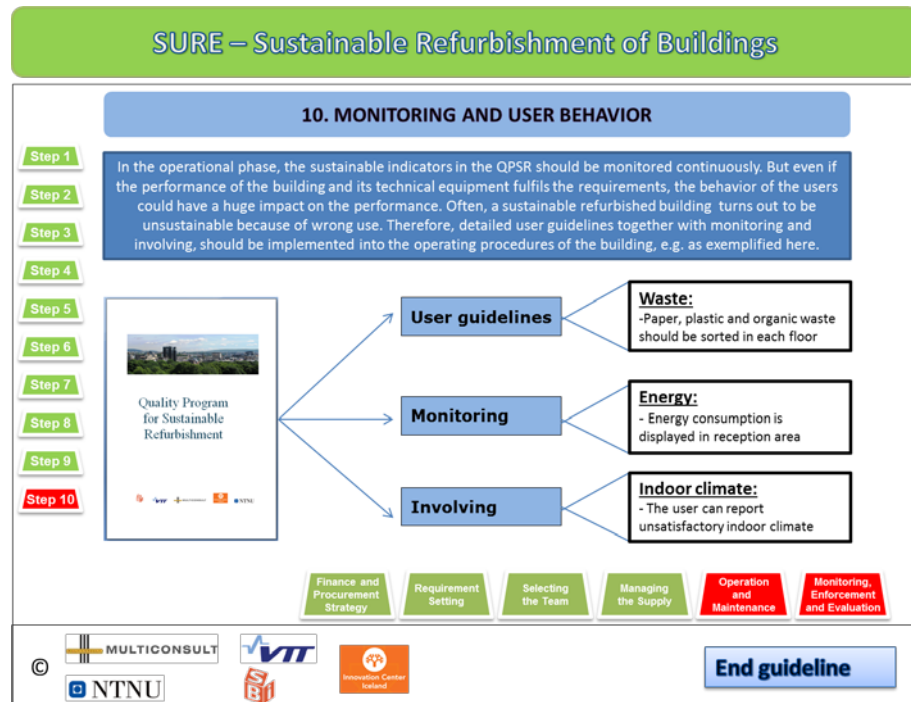 SURE – Sustainable Refurbishment of Buildings
10. MONITORING AND USER BEHAVIOR
Step 1
Step 2
Step 3
Step 4
Step 5
Step 6
Step 7
Step 8
Step 9
Step 10
In the operational phase, the sustainable indicators in the QPSR should be monitored continuously. But even if
the performance of the building and its technical equipment fulfils the requirements, the behavior of the users
could have a huge impact on the performance. Often, a sustainable refurbished building turns out to be
unsustainable because of wrong use. Therefore, detailed user guidelines together with monitoring and
involving, should be implemented into the operating procedures of the building, e.g. as exemplified here.
Quality Program
for Sustainable
Refurbishment
VTT
MULTICONSULT
NTNU
User guidelines
Waste:
-Paper, plastic and organic waste
should be sorted in each floor
Monitoring
Energy:
- Energy consumption is
displayed in reception area
Involving
Indoor climate:
- The user can report
unsatisfactory indoor climate
Finance and
Procurement
Strategy
Requirement
Setting
Selecting
the Team
Managing
the Supply
Operation
and
Maintenance
Monitoring,
Enforcement
and Evaluation
©
MULTICONSULT
VTT
NTNU
SBi
Innovation Center
Iceland
End guideline